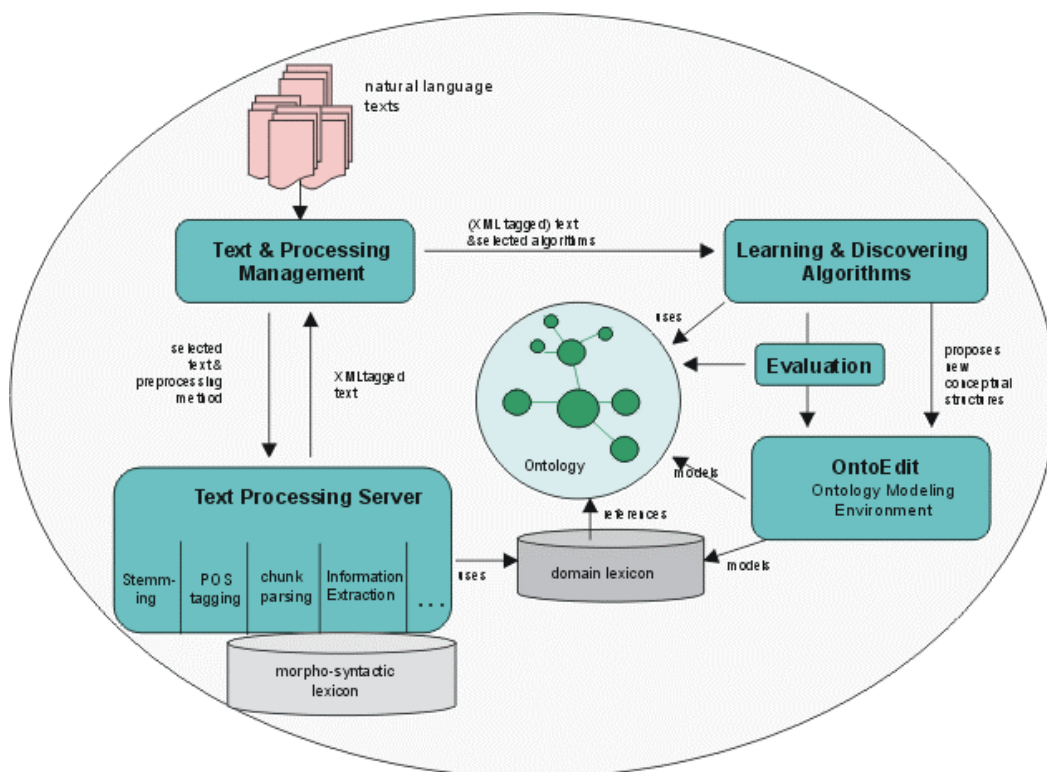 natural language
texts
Text & Processing
Management
(XML tagged) text
& selected algorithms
Learning & Discovering
Algorithms
uses
selected
text &
preprocessing
method
XML tagged
text
Evaluation
proposes
new
conceptual
structures
Ontology
models
OntoEdit
Ontology Modeling
Environment
references
Text Processing Server
Stemm-
ing
POS
tagging
chunk
parsing
Information
Extraction
...
uses
domain lexicon
models
morpho-syntactic
lexicon